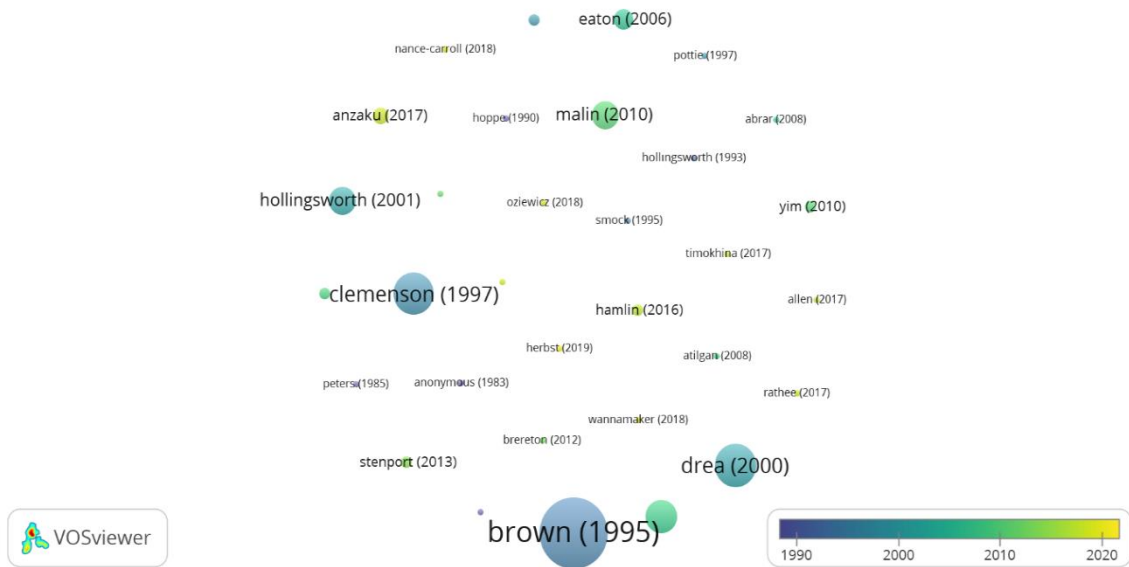 eaton (2006)
nance-carroll (2018)
pottie (1997)
anzaku (2017)
hoppe (1990)
malin (2010)
abrar (2008)
hollingsworth (1993)
hollingsworth (2001)
oziewicz (2018)
yim (2010)
smock (1995)
timokhina (2017)
clemenson (1997)
allen (2017)
hamlin (2016)
herbst (2019)
atilgan (2008)
peters (1985)
anonymous (1983)
rathee (2017)
wannamaker (2018)
brereton (2012)
stenport (2013)
drea (2000)
brown (1995)
VOSviewer
1990 2000 2010 2020